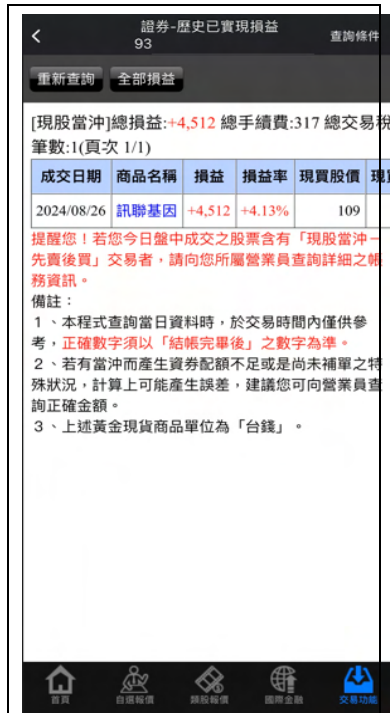 證券-歷史已實現損益
93
查詢條件
重新查詢 全部損益
[現股當沖]總損益:+4,512 總手續費:317 總交易稅
筆數:1(頁次 1/1)
成交日期 商品名稱 損益 損益率 現買股價 現買
2024/08/26 訊聯基因 +4,512 +4.13% 109
提醒您！若您今日盤中成交之股票含有「現股當沖－
先賣後買」交易者，請向您所屬營業員查詢詳細之帳
務資訊。
備註：
1、本程式查詢當日資料時，於交易時間內僅供參
考，正確數字須以「結帳完畢後」之數字為準。
2、若有當沖而產生資券配額不足或是尚未補單之特
殊狀況，計算上可能產生誤差，建議您可向營業員查
詢正確金額。
3、上述黃金現貨商品單位為「台錢」。
首頁 自選報價 類股報價 國際金融 交易功能